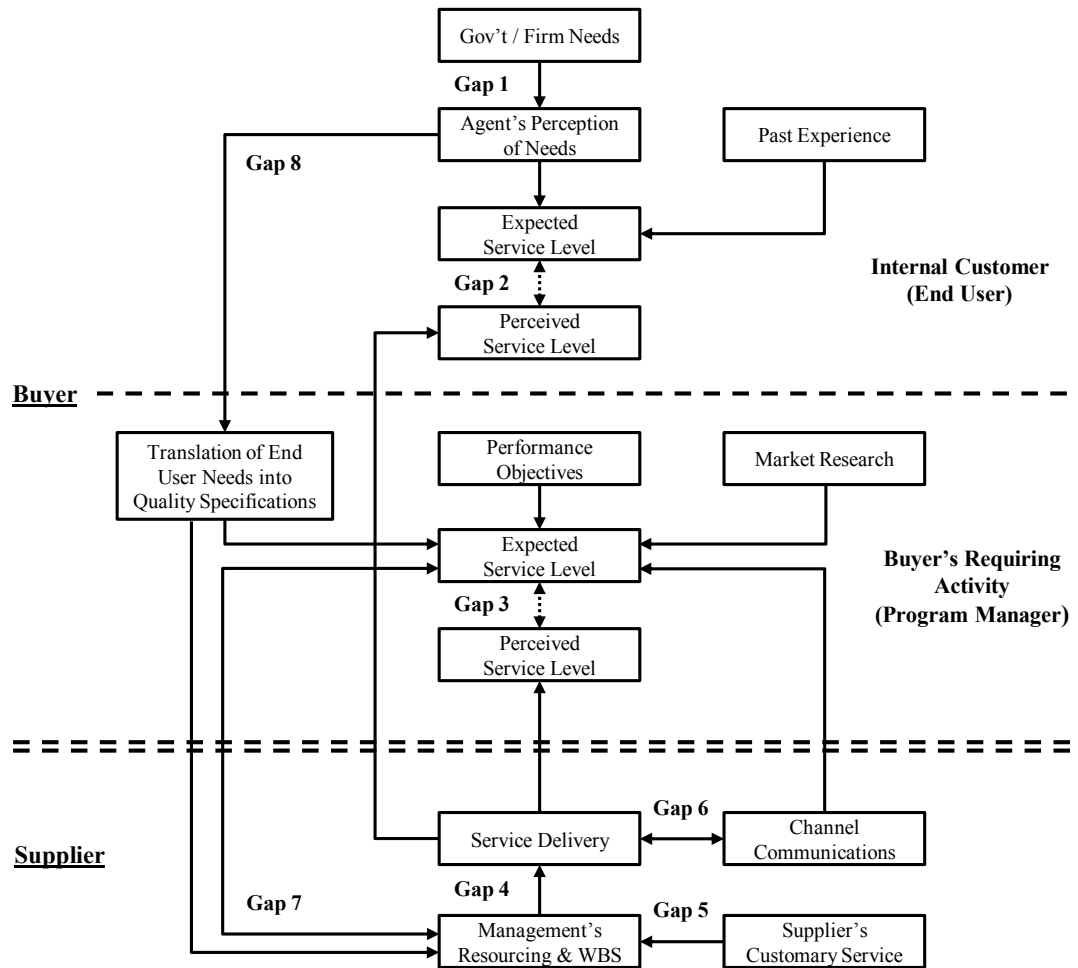 Gov't / Firm Needs
Gap 1
Agent's Perception
of Needs
Past Experience
Gap 8
Expected
Service Level
Gap 2
Internal Customer
(End User)
Perceived
Service Level
Buyer
Translation of End
User Needs into
Quality Specifications
Performance
Objectives
Market Research
Expected
Service Level
Buyer's Requiring
Activity
(Program Manager)
Gap 3
Perceived
Service Level
Gap 6
Service Delivery
Channel
Communications
Supplier
Gap 4
Gap 7
Gap 5
Management's
Resourcing & WBS
Supplier's
Customary Service